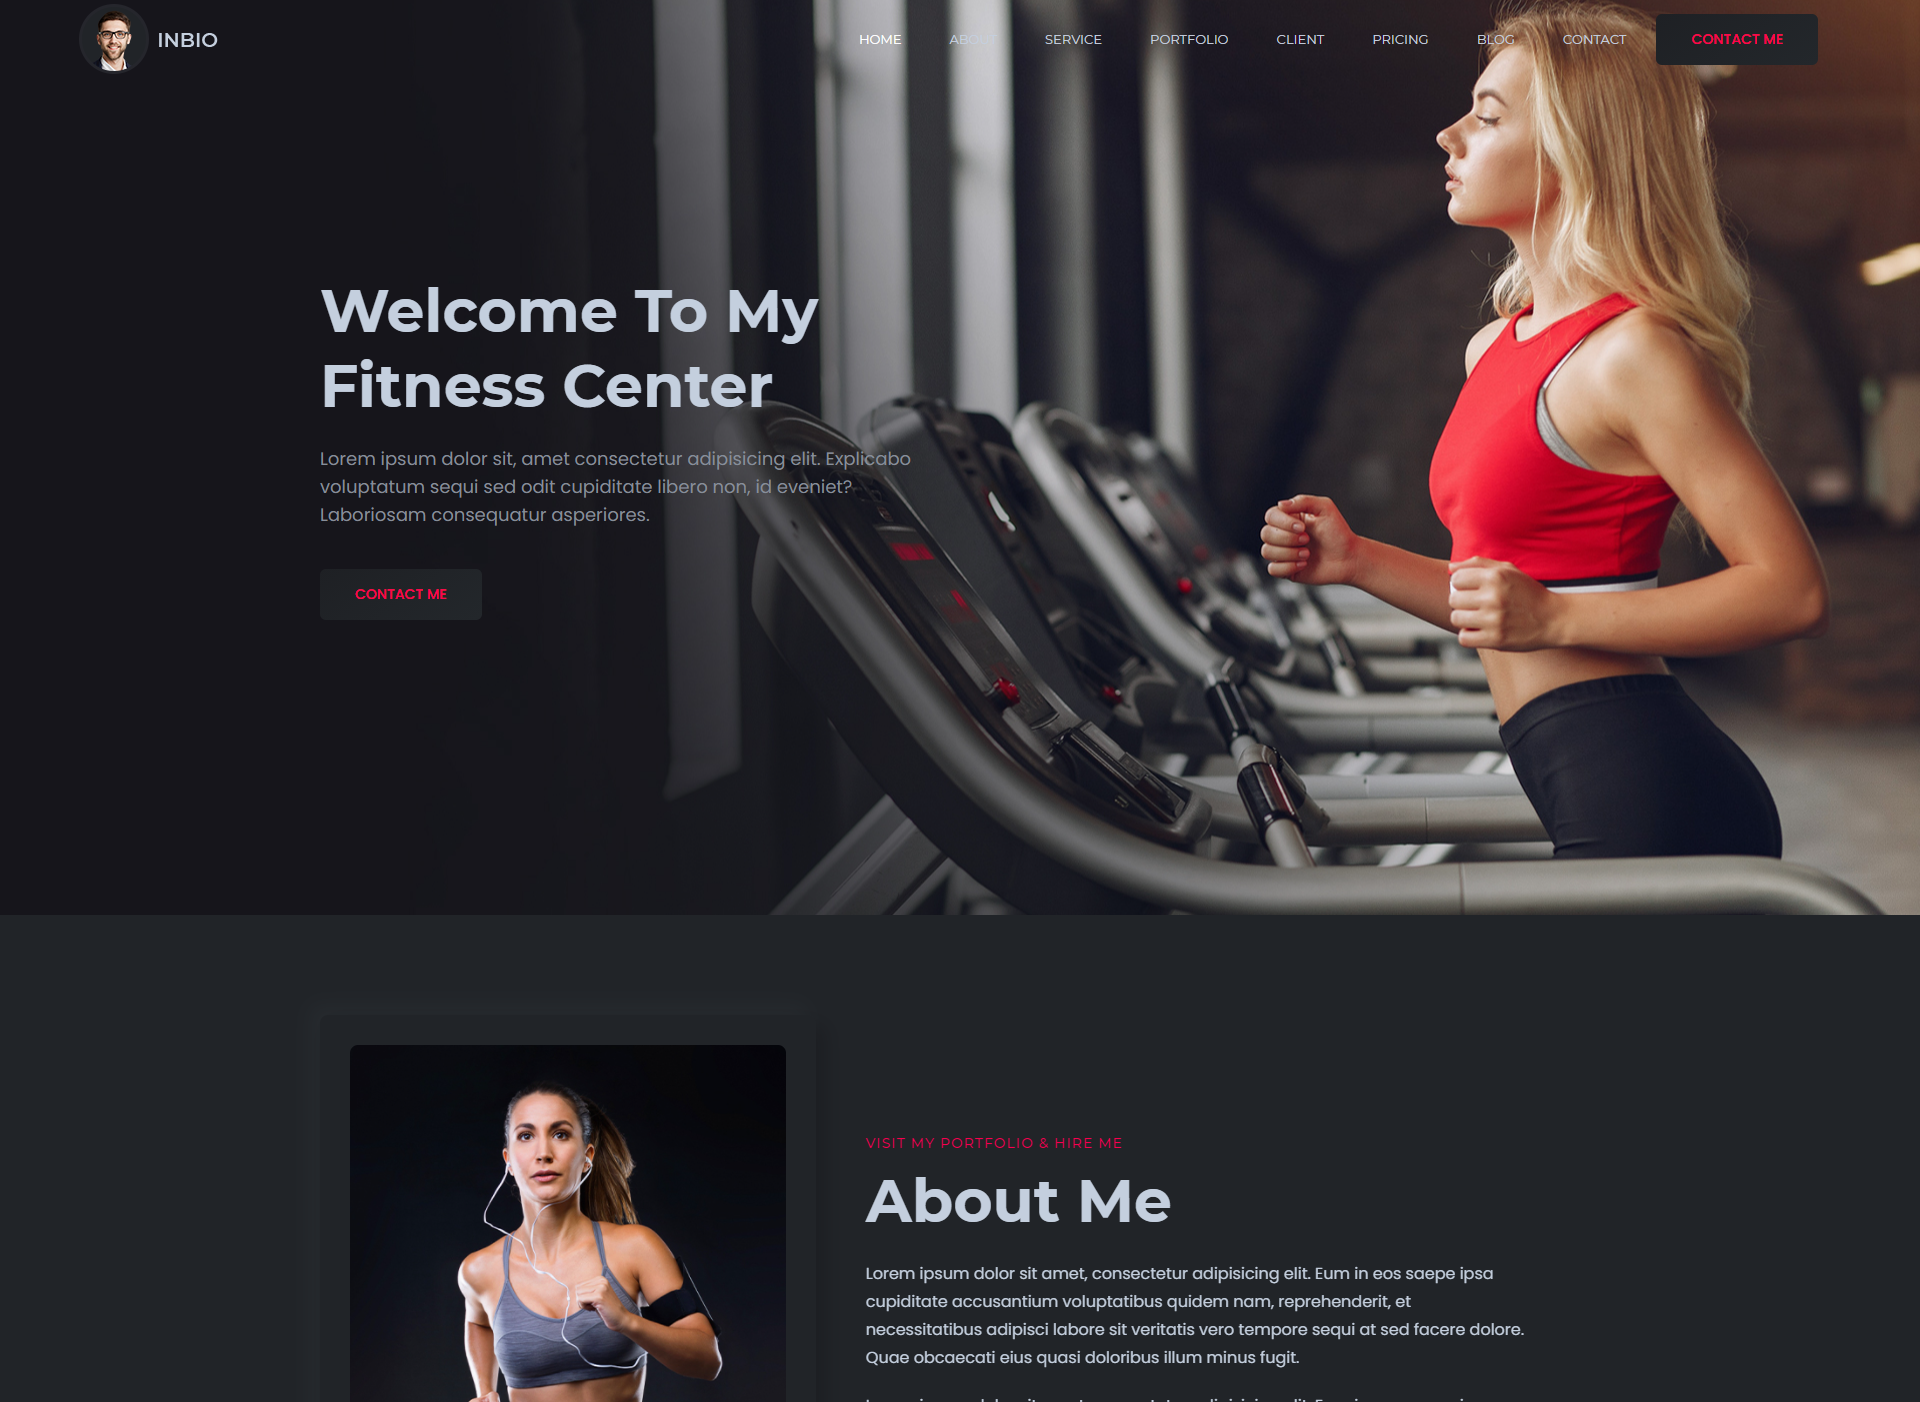 INBIO
HOME ABOUT SERVICE PORTFOLIO CLIENT PRICING BLOG CONTACT CONTACT ME
Welcome To My
Fitness Center
Lorem ipsum dolor sit, amet consectetur adipisicing elit. Explicabo
voluptatum sequi sed odit cupiditate libero non, id eveniet?
Laboriosam consequatur asperiores.
CONTACT ME
VISIT MY PORTFOLIO & HIRE ME
About Me
Lorem ipsum dolor sit amet, consectetur adipisicing elit. Eum in eos saepe ipsa
cupiditate accusantium voluptatibus quidem nam, reprehenderit, et
necessitatibus adipisci labore sit veritatis vero tempore sequi at sed facere dolore.
Quae obcaecati eius quasi doloribus illum minus fugit.